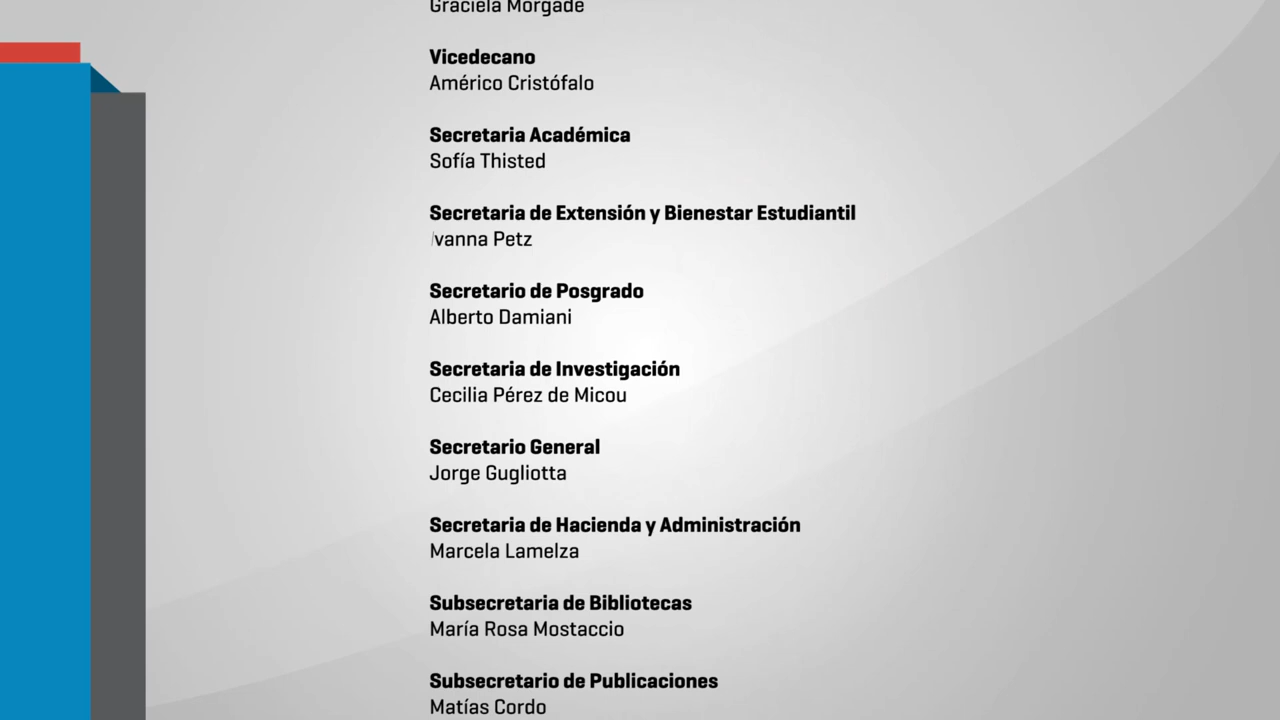 Graciela Morgade
Vicedecano
Américo Cristófalo
Secretaria Académica
Sofía Thisted
Secretaria de Extensión y Bienestar Estudiantil
Ivanna Petz
Secretario de Posgrado
Alberto Damiani
Secretaria de Investigación
Cecilia Pérez de Micou
Secretario General
Jorge Gugliotta
Secretaria de Hacienda y Administración
Marcela Lamelza
Subsecretaria de Bibliotecas
María Rosa Mostaccio
Subsecretario de Publicaciones
Matías Cordo